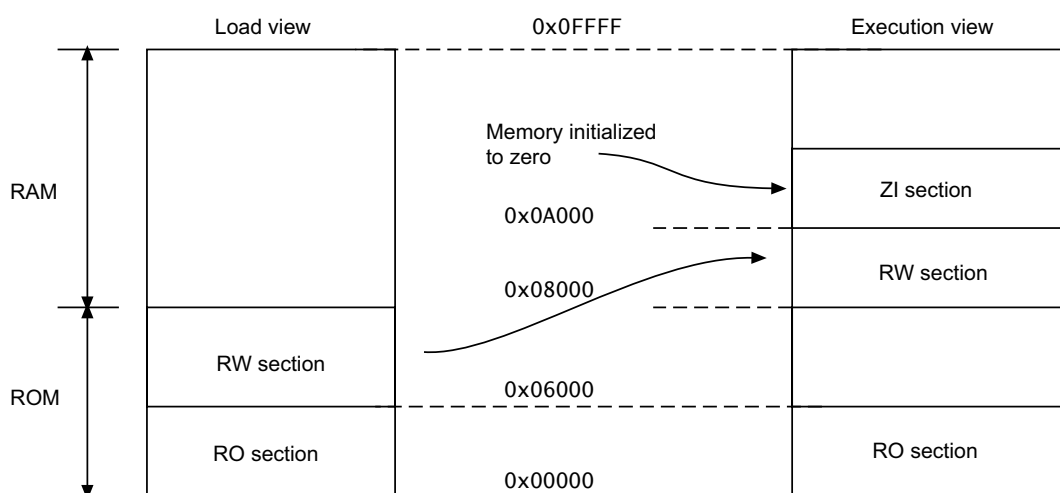 Load view
0x0FFFF
Execution view
Memory initialized
to zero
RAM
ZI section
0x0A000
RW section
0x08000
RW section
0x06000
ROM
RO section
RO section
0x00000